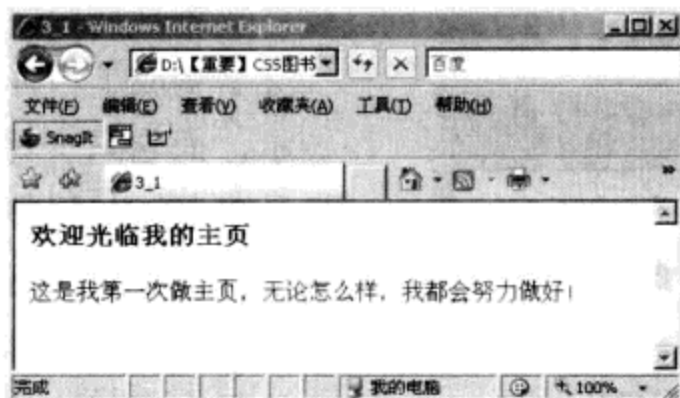 3_1 - Windows Internet Explorer
D:\【重要】CSS图书 百度
文件(F) 编辑(E) 查看(V) 收藏夹(A) 工具(T) 帮助(H)
SnagIt
3_1
欢迎光临我的主页
这是我第一次做主页，无论怎么样，我都会努力做好！
完成 我的电脑 100%